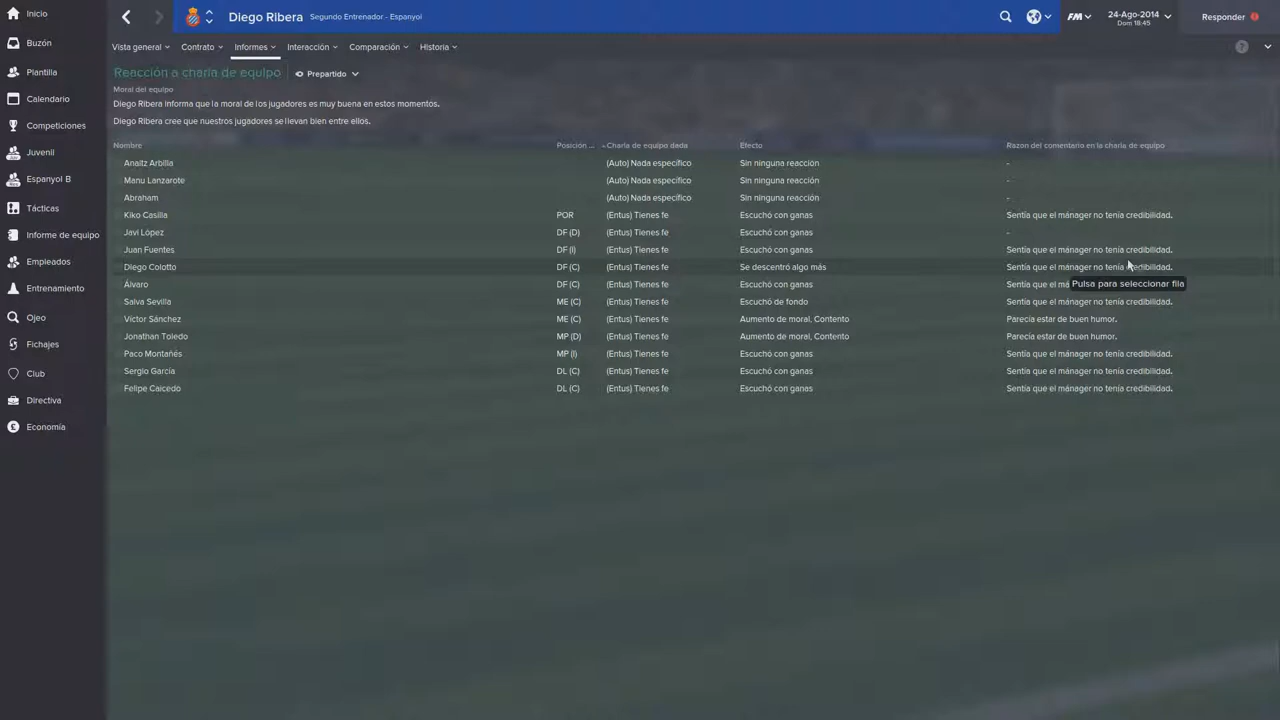 Inicio
Buzón
Plantilla
Calendario
Competiciones
Juvenil
Espanyol B
Tácticas
Informe de equipo
Empleados
Entrenamiento
Ojeo
Fichajes
Club
Directiva
Economía
Diego Ribera Segundo Entrenador - Espanyol
FM 24-Ago-2014
Dom 18:45
Responder
Vista general Contrato Informes Interacción Comparación Historia
Reacción a charla de equipo Prepartido
Moral del equipo
Diego Ribera informa que la moral de los jugadores es muy buena en estos momentos.
Diego Ribera cree que nuestros jugadores se llevan bien entre ellos.
Nombre Posición ... Charla de equipo dada Efecto Razon del comentario en la charla de equipo
Anaitz Arbilla (Auto) Nada específico Sin ninguna reacción -
Manu Lanzarote (Auto) Nada específico Sin ninguna reacción -
Abraham (Auto) Nada específico Sin ninguna reacción -
Kiko Casilla POR (Entus) Tienes fe Escuchó con ganas Sentía que el mánager no tenía credibilidad.
Javi López DF (D) (Entus) Tienes fe Escuchó con ganas -
Juan Fuentes DF (I) (Entus) Tienes fe Escuchó con ganas Sentía que el mánager no tenía credibilidad.
Diego Colotto DF (C) (Entus) Tienes fe Se descentró algo más Sentía que el mánager no tenía credibilidad.
Álvaro DF (C) (Entus) Tienes fe Escuchó con ganas Sentía que el má
Pulsa para seleccionar fila
Salva Sevilla ME (C) (Entus) Tienes fe Escuchó de fondo Sentía que el mánager no tenía credibilidad.
Víctor Sánchez ME (C) (Entus) Tienes fe Aumento de moral, Contento Parecía estar de buen humor.
Jonathan Toledo MP (D) (Entus) Tienes fe Aumento de moral, Contento Parecía estar de buen humor.
Paco Montañés MP (I) (Entus) Tienes fe Escuchó con ganas Sentía que el mánager no tenía credibilidad.
Sergio García DL (C) (Entus) Tienes fe Escuchó con ganas Sentía que el mánager no tenía credibilidad.
Felipe Caicedo DL (C) (Entus) Tienes fe Escuchó con ganas Sentía que el mánager no tenía credibilidad.